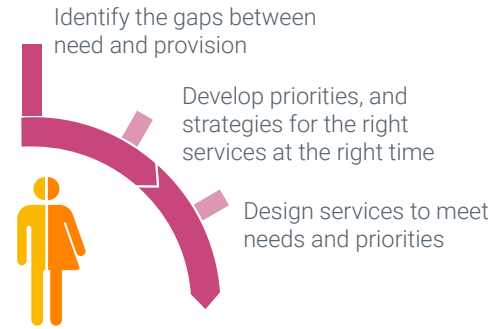 Identify the gaps between
need and provision
Develop priorities, and
strategies for the right
services at the right time
Design services to meet
needs and priorities